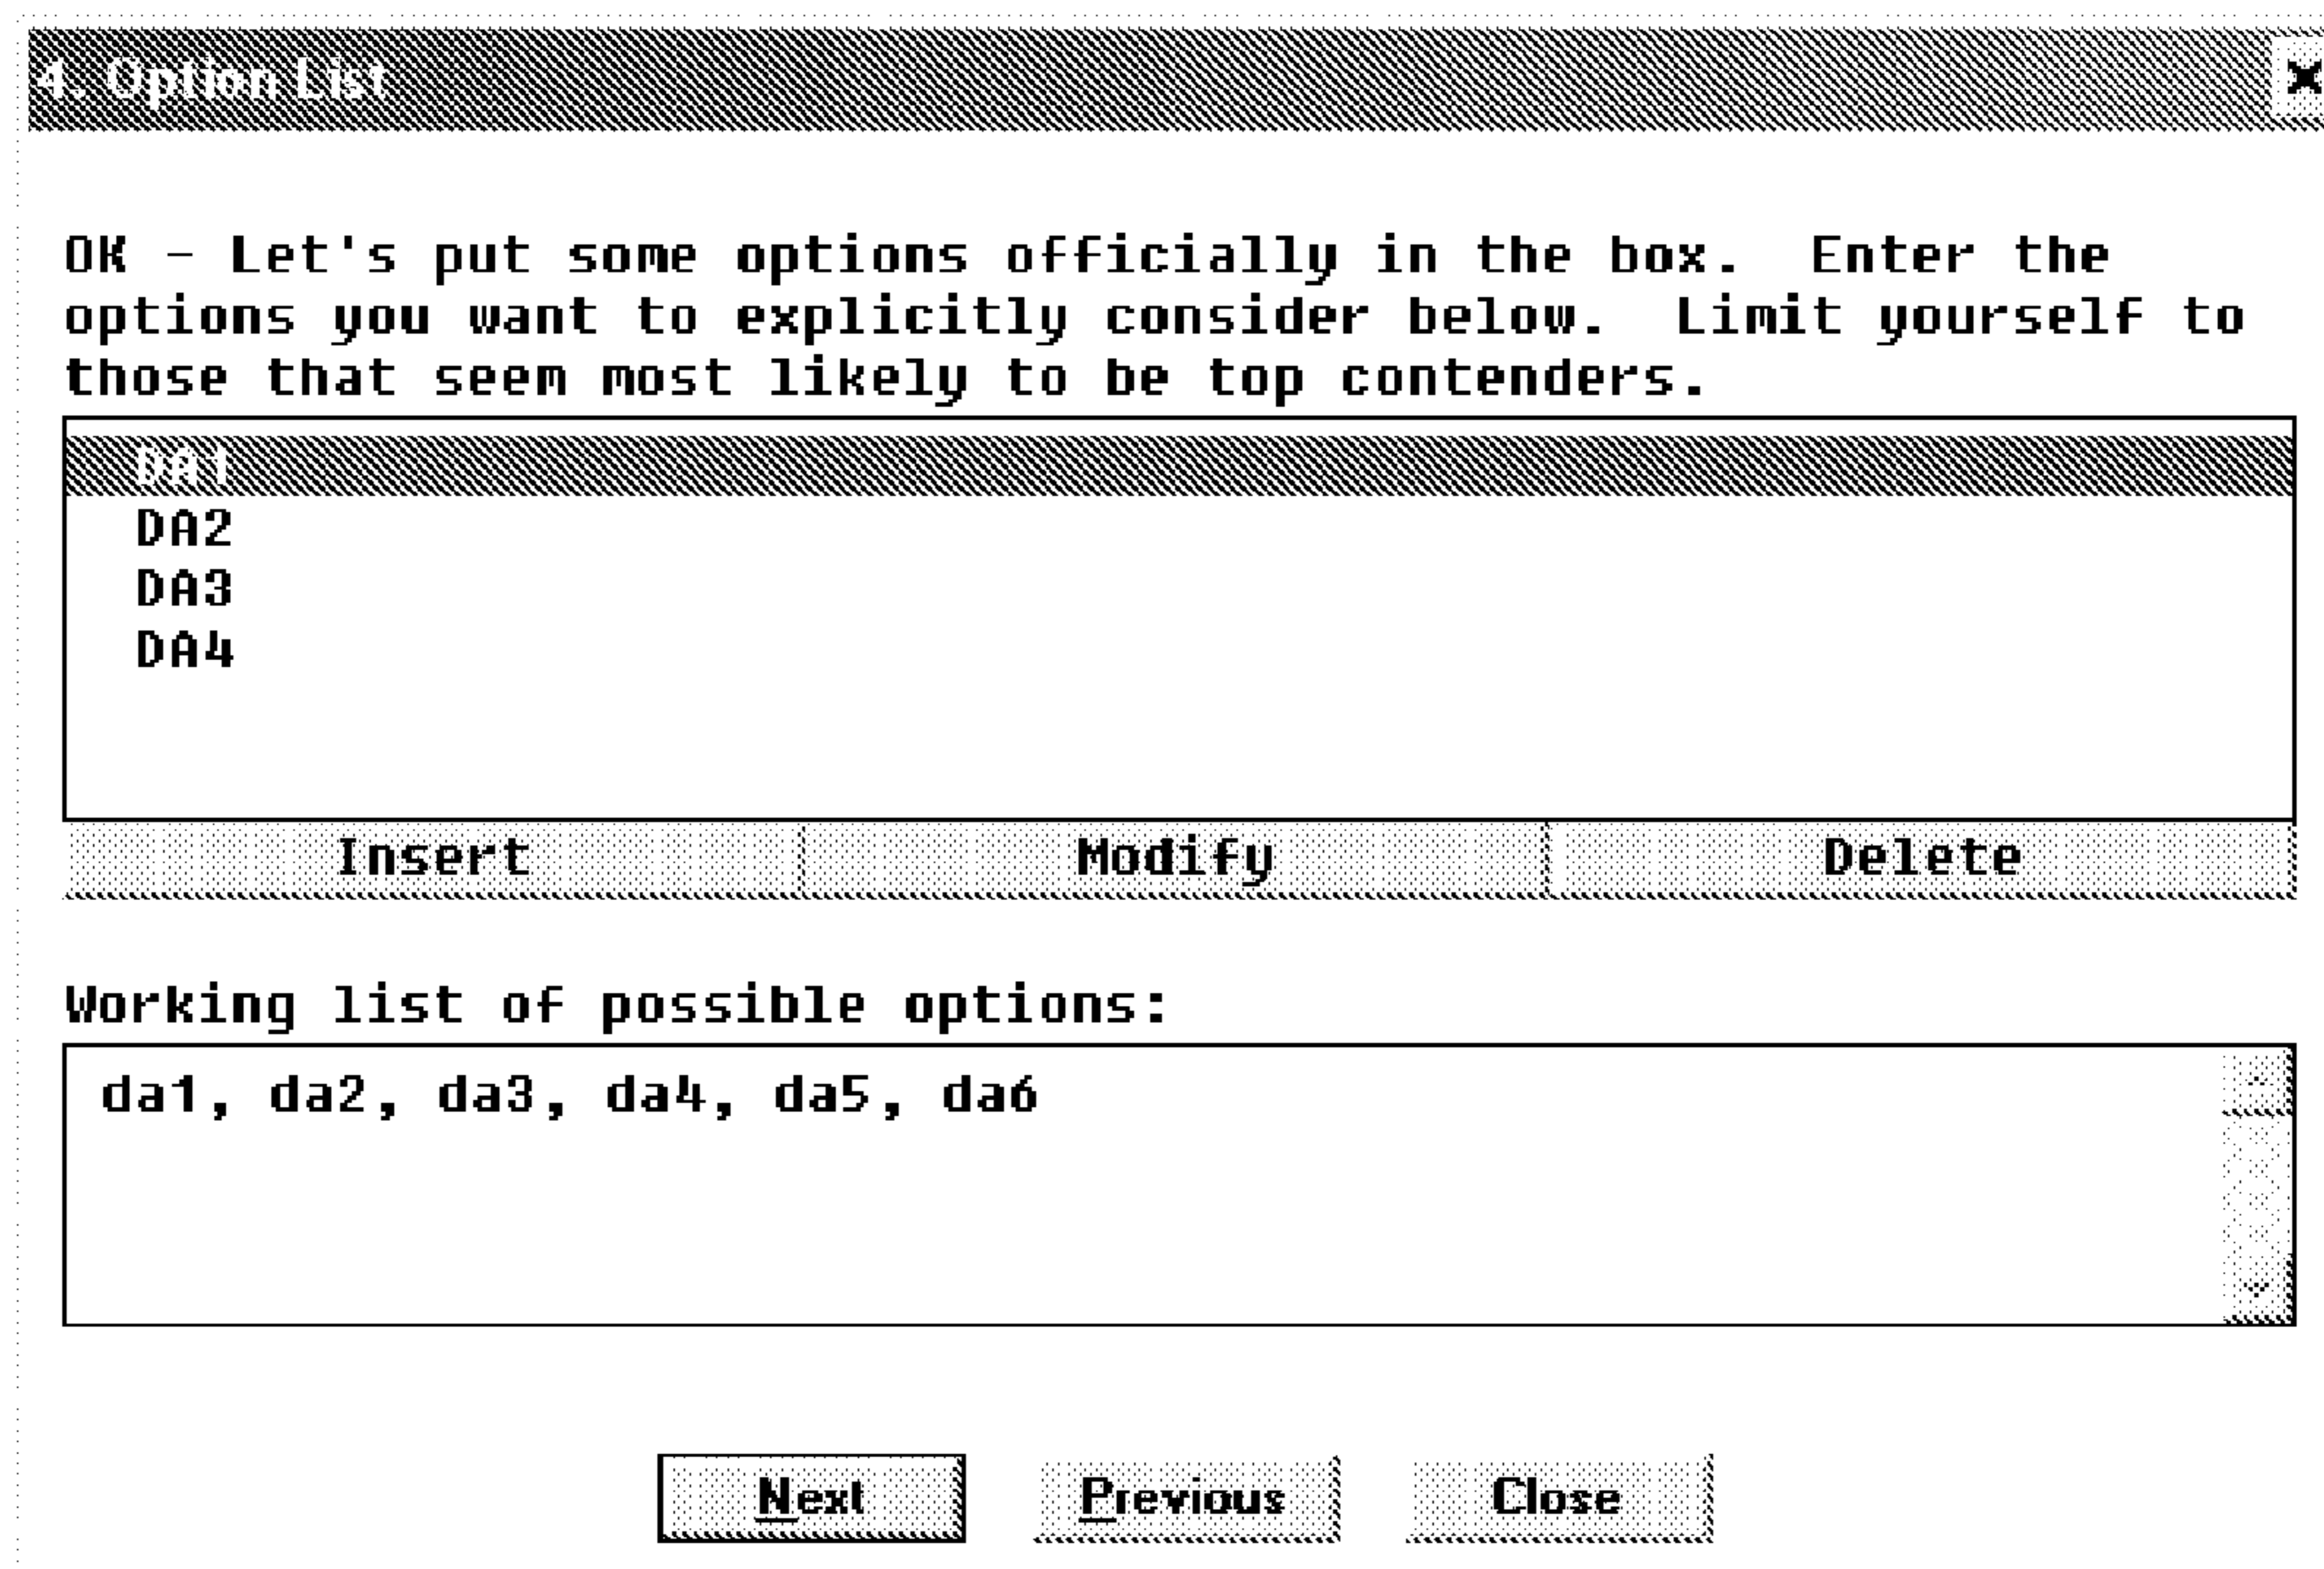 4. Option List
OK - Let's put some options officially in the box.  Enter the
options you want to explicitly consider below.  Limit yourself to
those that seem most likely to be top contenders.
DA1
DA2
DA3
DA4
Insert Modify Delete
Working list of possible options:
da1, da2, da3, da4, da5, da6
Next Previous Close